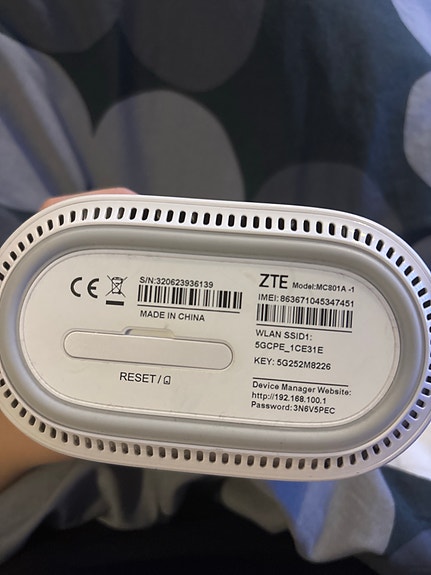 S/N:320623936139
MADE IN CHINA
RESET/
ZTE Model:MC801A -1
IMEI: 863671045347451
WLAN SSID1:
5GCPE_1CE31E
KEY: 5G252M8226
Device Manager Website:
http://192.168.100.1
Password:3N6V5PEC